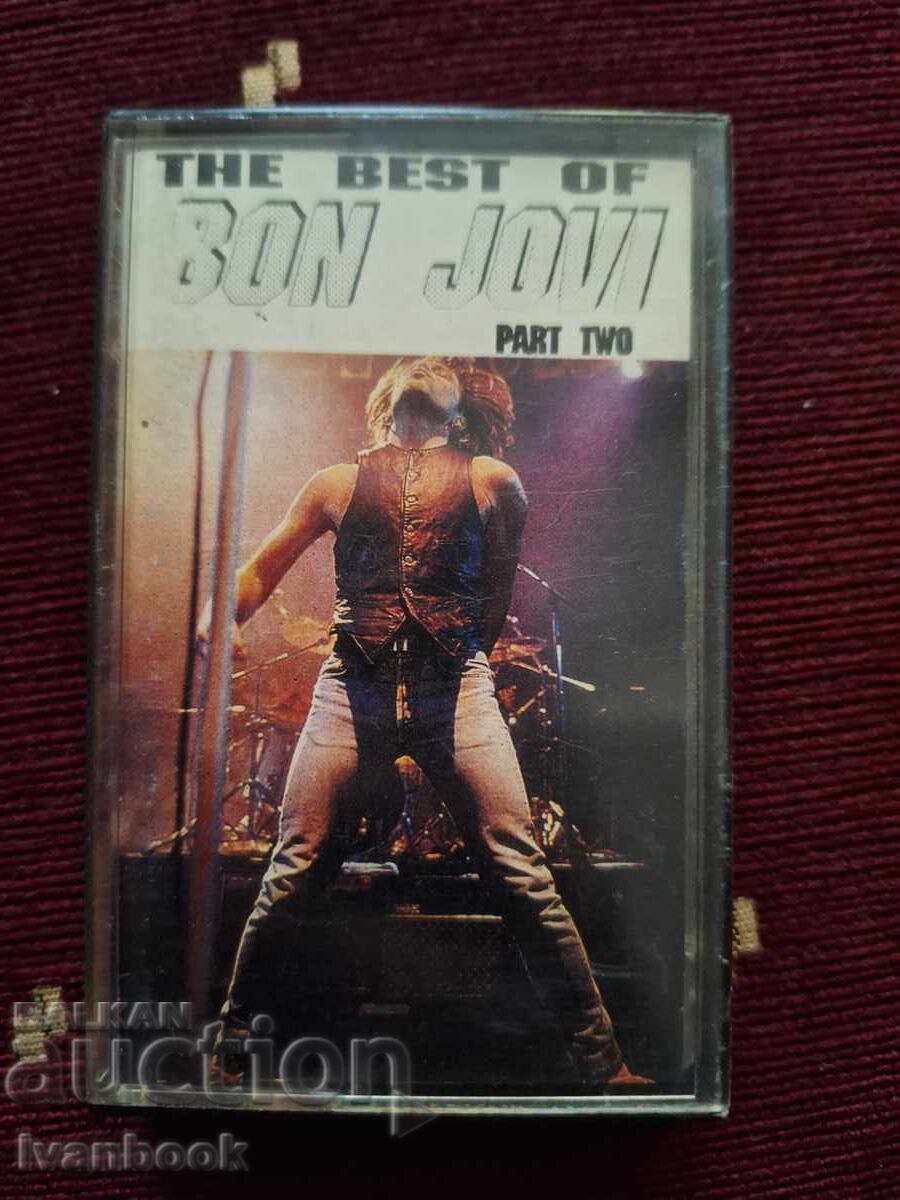 THE BEST OF
BON JOVI
PART TWO
BALKAN
auction
Ivanbook